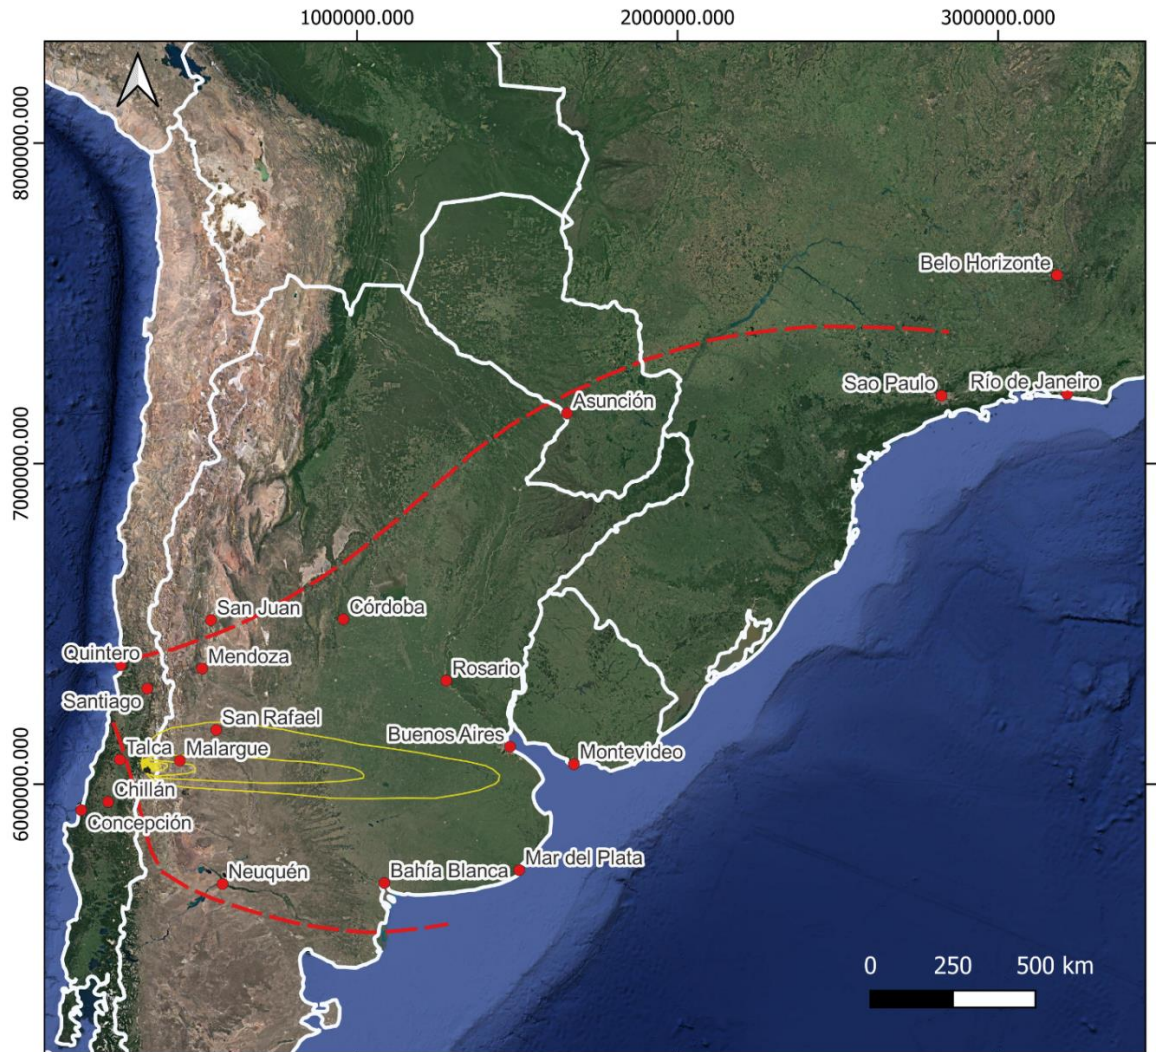 1000000.000
2000000.000
3000000.000
8000000.000
7000000.000
6000000.000
Belo Horizonte
Sao Paulo
Río de Janeiro
Asunción
San Juan
Córdoba
Quintero
Mendoza
Rosario
Santiago
San Rafael
Buenos Aires
Talca
Malargue
Montevideo
Chillán
Concepción
Neuquén
Bahía Blanca
Mar del Plata
0 250 500 km